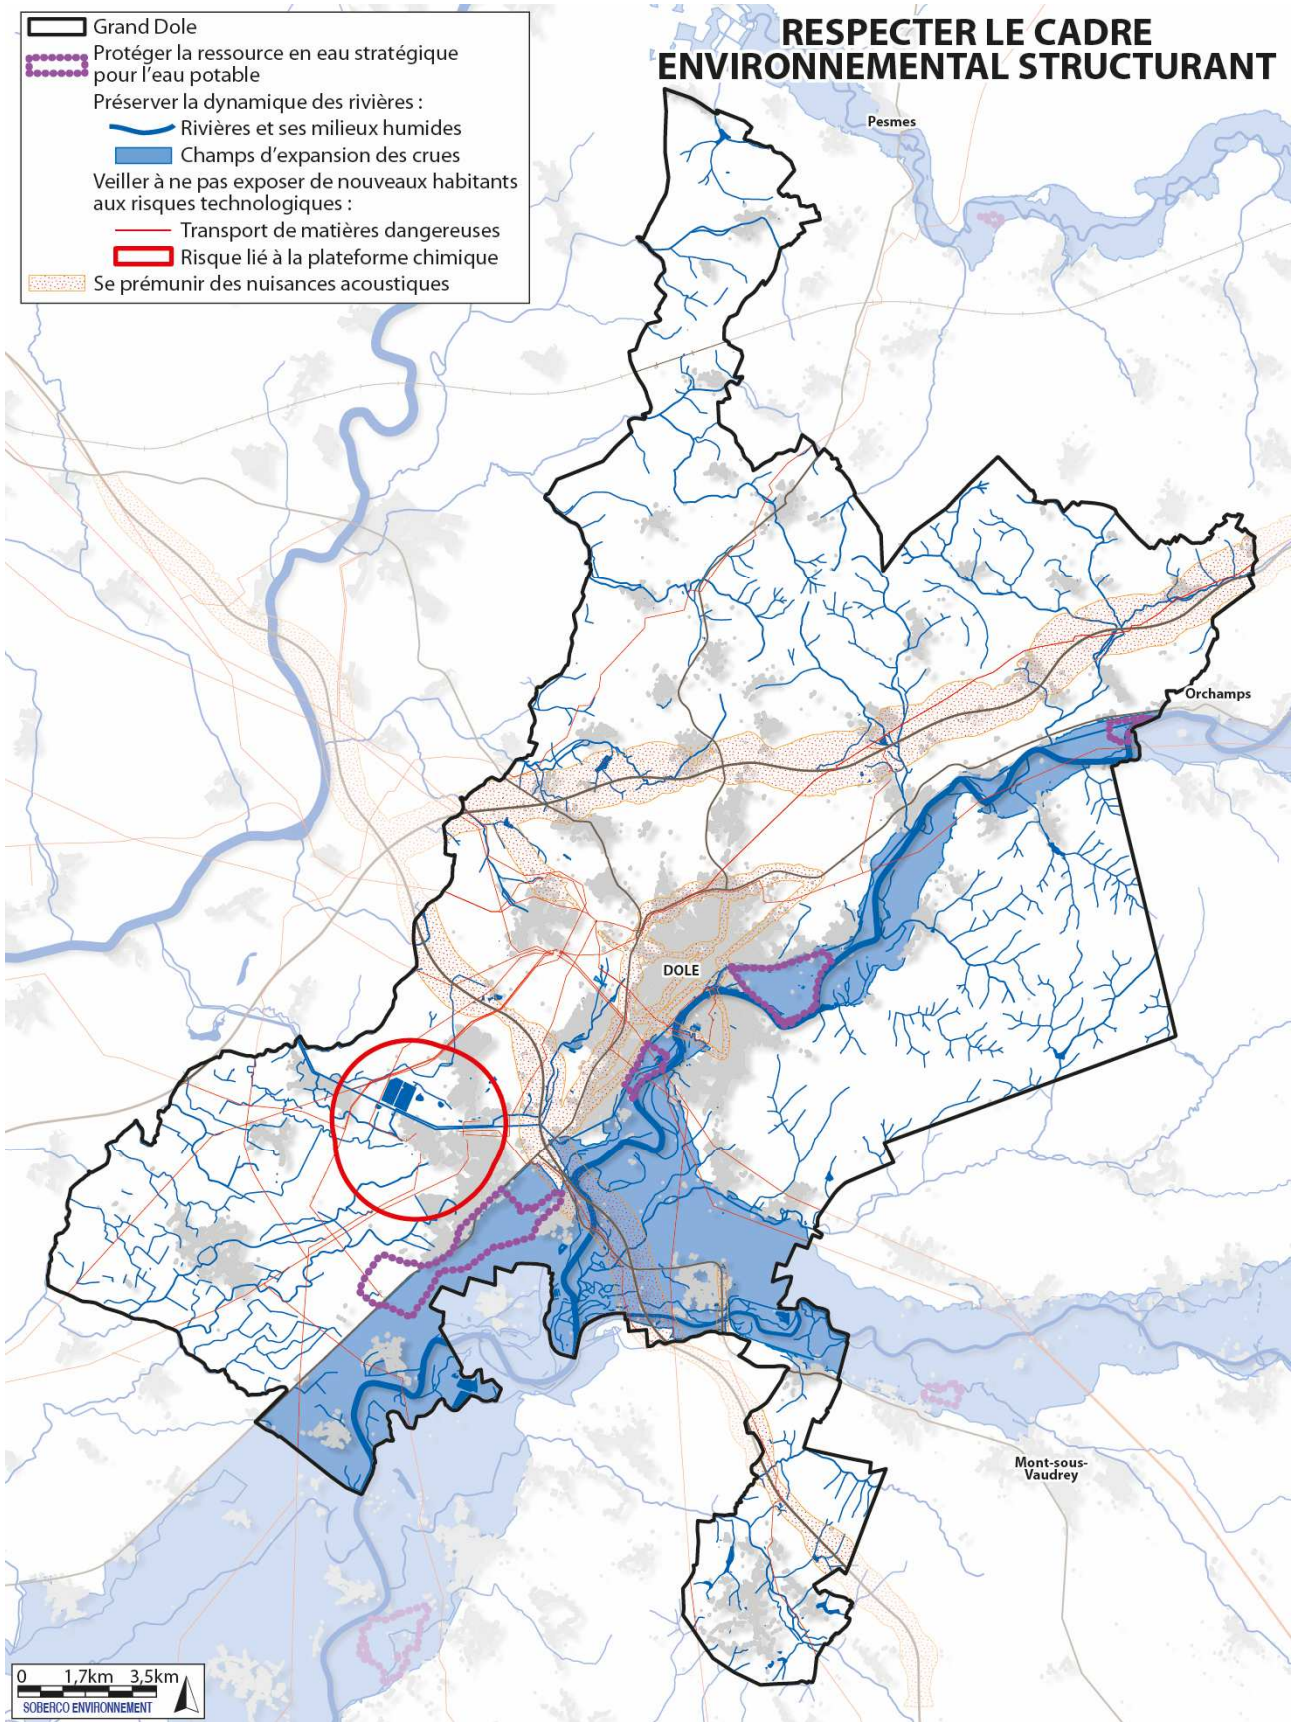 RESPECTER LE CADRE
ENVIRONNEMENTAL STRUCTURANT
Grand Dole
Protéger la ressource en eau stratégique
pour l'eau potable
Préserver la dynamique des rivières :
Rivières et ses milieux humides
Champs d'expansion des crues
Veiller à ne pas exposer de nouveaux habitants
aux risques technologiques :
Transport de matières dangereuses
Risque lié à la plateforme chimique
Se prémunir des nuisances acoustiques
Pesmes
Orchamps
DOLE
Mont-sous-
Vaudrey
0 1,7km 3,5km
SOBERCO ENVIRONNEMENT